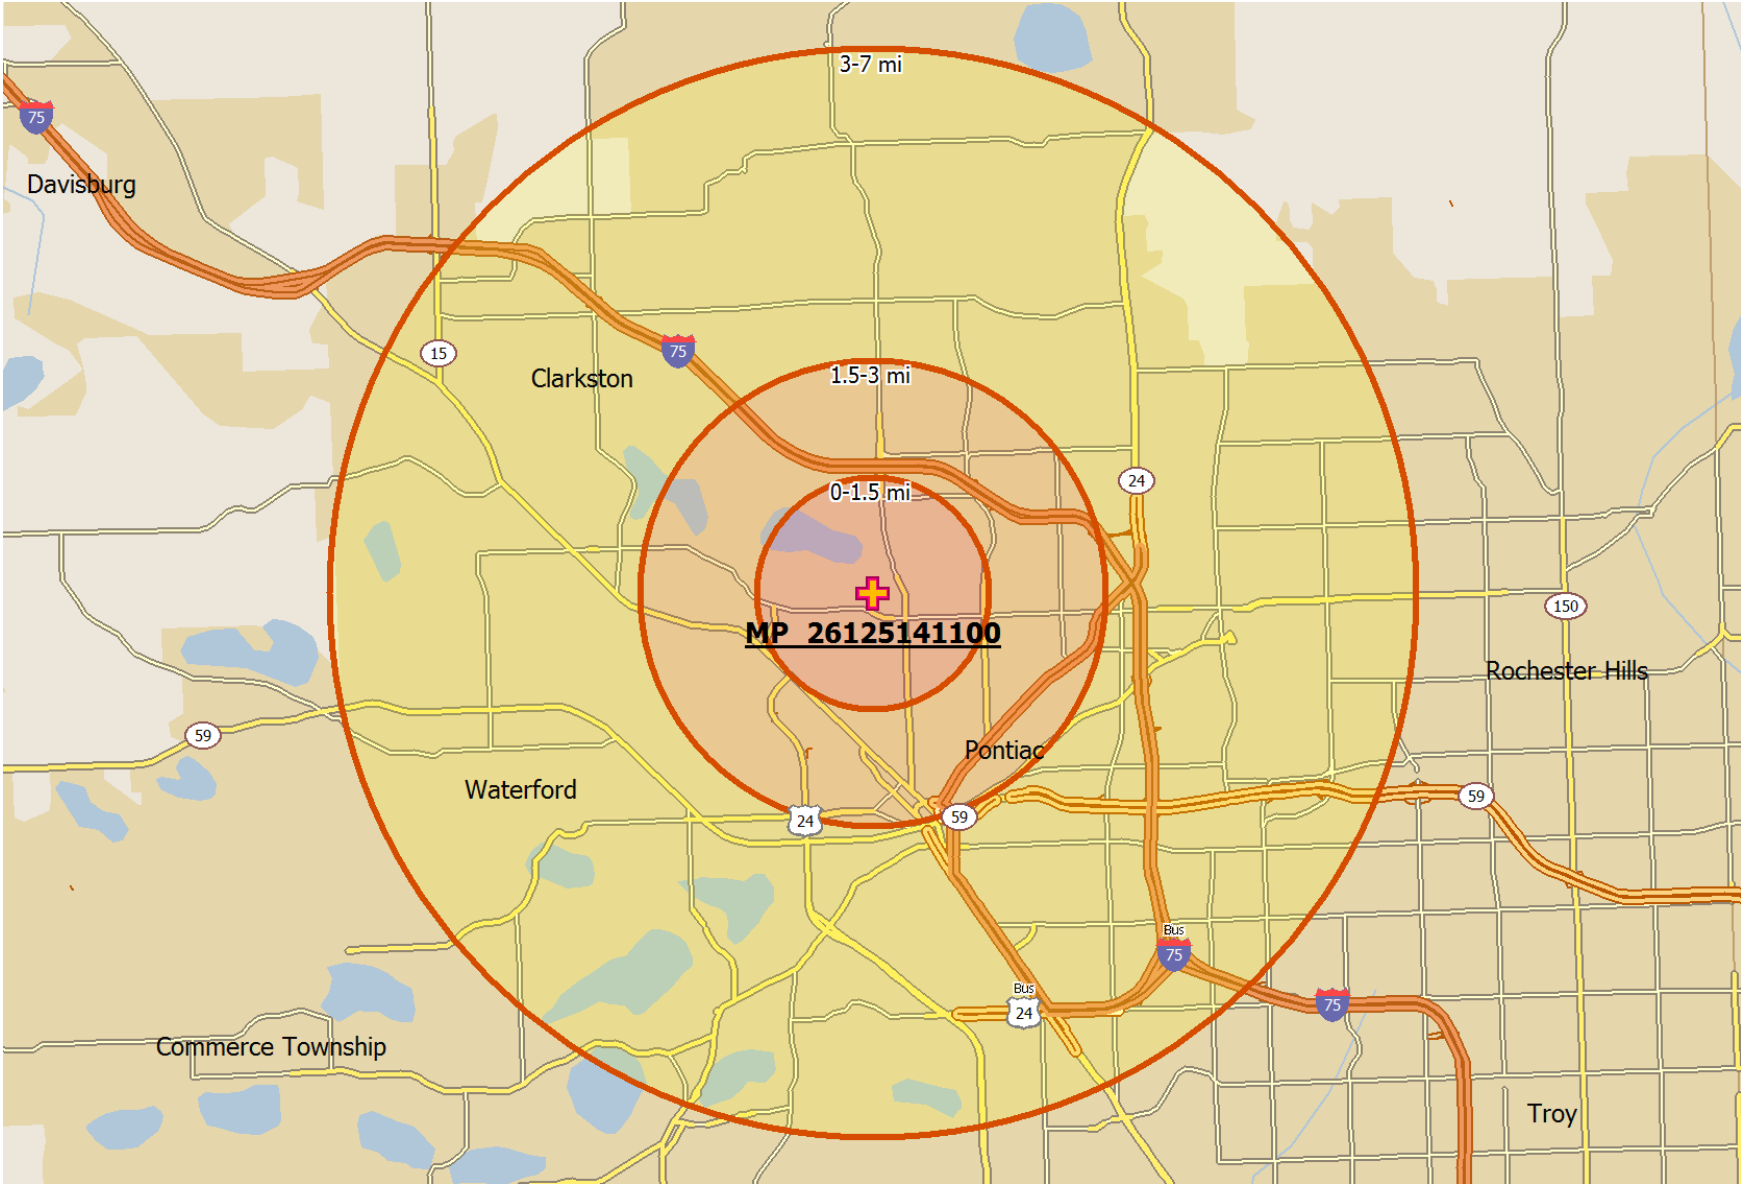 3-7 mi
75
Davisburg
15
75
1.5-3 mi
Clarkston
24
0-1.5 mi
150
MP 26125141100
Rochester Hills
59
Pontiac
Waterford
24
59
59
Bus
75
Bus
24
75
Commerce Township
Troy